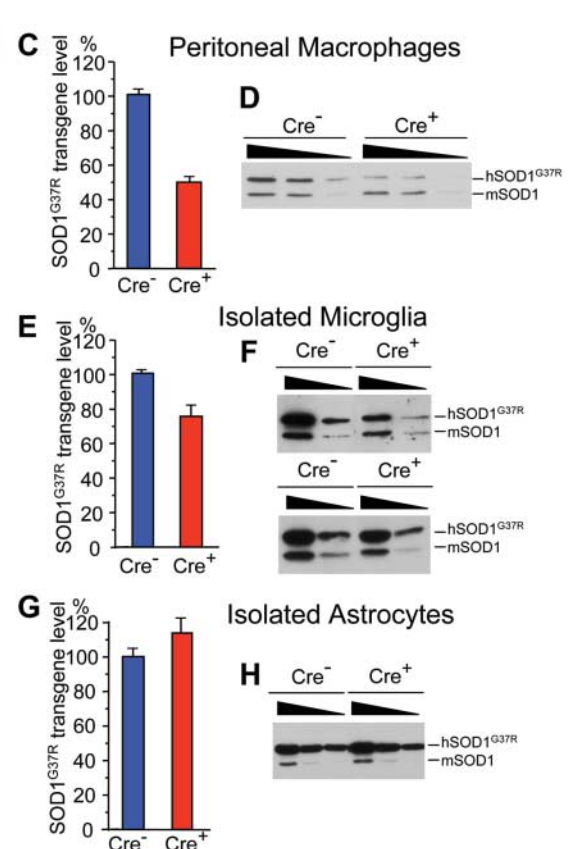 C
Peritoneal Macrophages
%
SOD1G37R transgene level
120
100
80
60
40
20
0
Cre- Cre+
D
Cre- Cre+
hSOD1G37R
mSOD1
E
Isolated Microglia
%
SOD1G37R transgene level
120
100
80
60
40
20
0
Cre- Cre+
F
Cre- Cre+
hSOD1G37R
mSOD1
Cre- Cre+
hSOD1G37R
mSOD1
G
Isolated Astrocytes
%
SOD1G37R transgene level
120
100
80
60
40
20
0
Cre- Cre+
H
Cre- Cre+
hSOD1G37R
mSOD1